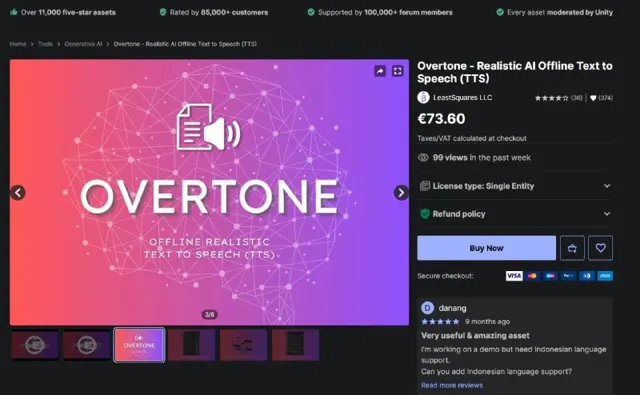 Over 11,000 five-star assets
Rated by 85,000+ customers
Supported by 100,000+ forum members
Every asset moderated by Unity
Home > Tools > Generative AI > Overtone - Realistic AI Offline Text to Speech (TTS)
OVERTONE
OFFLINE REALISTIC
TEXT TO SPEECH (TTS)
3/6
Overtone - Realistic AI Offline Text to
Speech (TTS)
LeastSquares LLC
(36) | (374)
€73.60
Taxes/VAT calculated at checkout
99 views in the past week
License type: Single Entity
Refund policy
Buy Now
Secure checkout:
VISA
D danang
9 months ago
Very useful & amazing asset
I'm working on a demo but need Indonesian language
support.
Can you add Indonesian language support?
Read more reviews